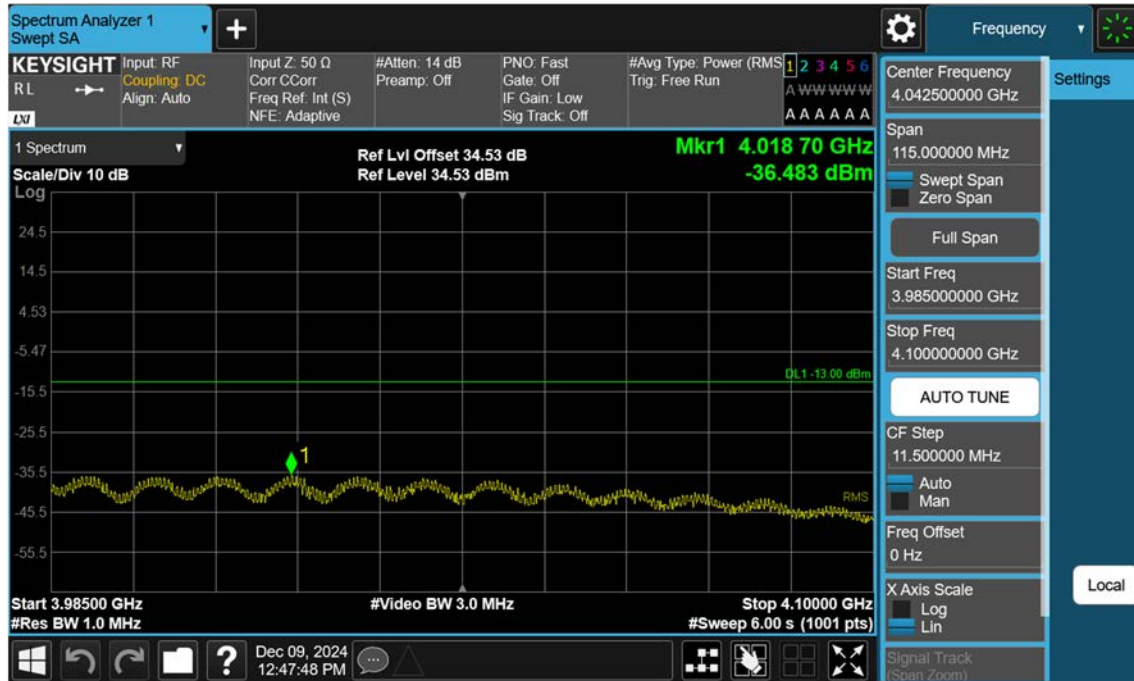 Spectrum Analyzer 1
Swept SA
+
Frequency
KEYSIGHT
R L
LXI
Input: RF
Coupling: DC
Align: Auto
Input Z: 50 Ω
Corr CCorr
Freq Ref: Int (S)
NFE: Adaptive
#Atten: 14 dB
Preamp: Off
PNO: Fast
Gate: Off
IF Gain: Low
Sig Track: Off
#Avg Type: Power (RMS
Trig: Free Run
1 2 3 4 5 6
A W W W W W
A A A A A A
1 Spectrum
Scale/Div 10 dB
Ref Lvl Offset 34.53 dB
Ref Level 34.53 dBm
Mkr1 4.018 70 GHz
-36.483 dBm
Log
24.5
14.5
4.53
-5.47
-15.5
-25.5
-35.5
-45.5
-55.5
DL1 -13.00 dBm
1
RMS
Start 3.98500 GHz
#Res BW 1.0 MHz
#Video BW 3.0 MHz
Stop 4.10000 GHz
#Sweep 6.00 s (1001 pts)
Center Frequency
4.042500000 GHz
Span
115.000000 MHz
Swept Span
Zero Span
Full Span
Start Freq
3.985000000 GHz
Stop Freq
4.100000000 GHz
AUTO TUNE
CF Step
11.500000 MHz
Auto
Man
Freq Offset
0 Hz
X Axis Scale
Log
Lin
Signal Track
(Span Zoom)
Settings
Local
?
Dec 09, 2024
12:47:48 PM